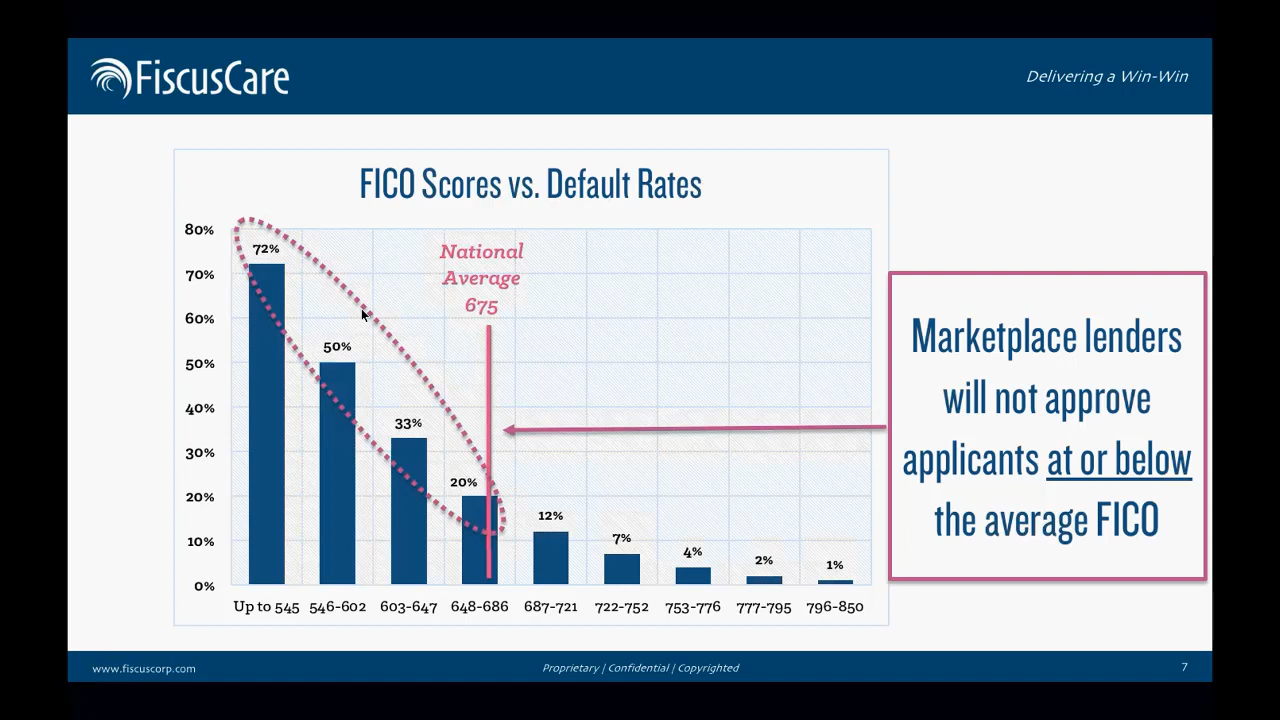 FiscusCare
Delivering a Win-Win
FICO Scores vs. Default Rates
80%
70%
60%
50%
40%
30%
20%
10%
0%
72%
50%
33%
20%
12%
7%
4%
2%
1%
National
Average
675
Up to 545 546-602 603-647 648-686 687-721 722-752 753-776 777-795 796-850
Marketplace lenders
will not approve
applicants at or below
the average FICO
www.fiscuscorp.com Proprietary | Confidential | Copyrighted 7